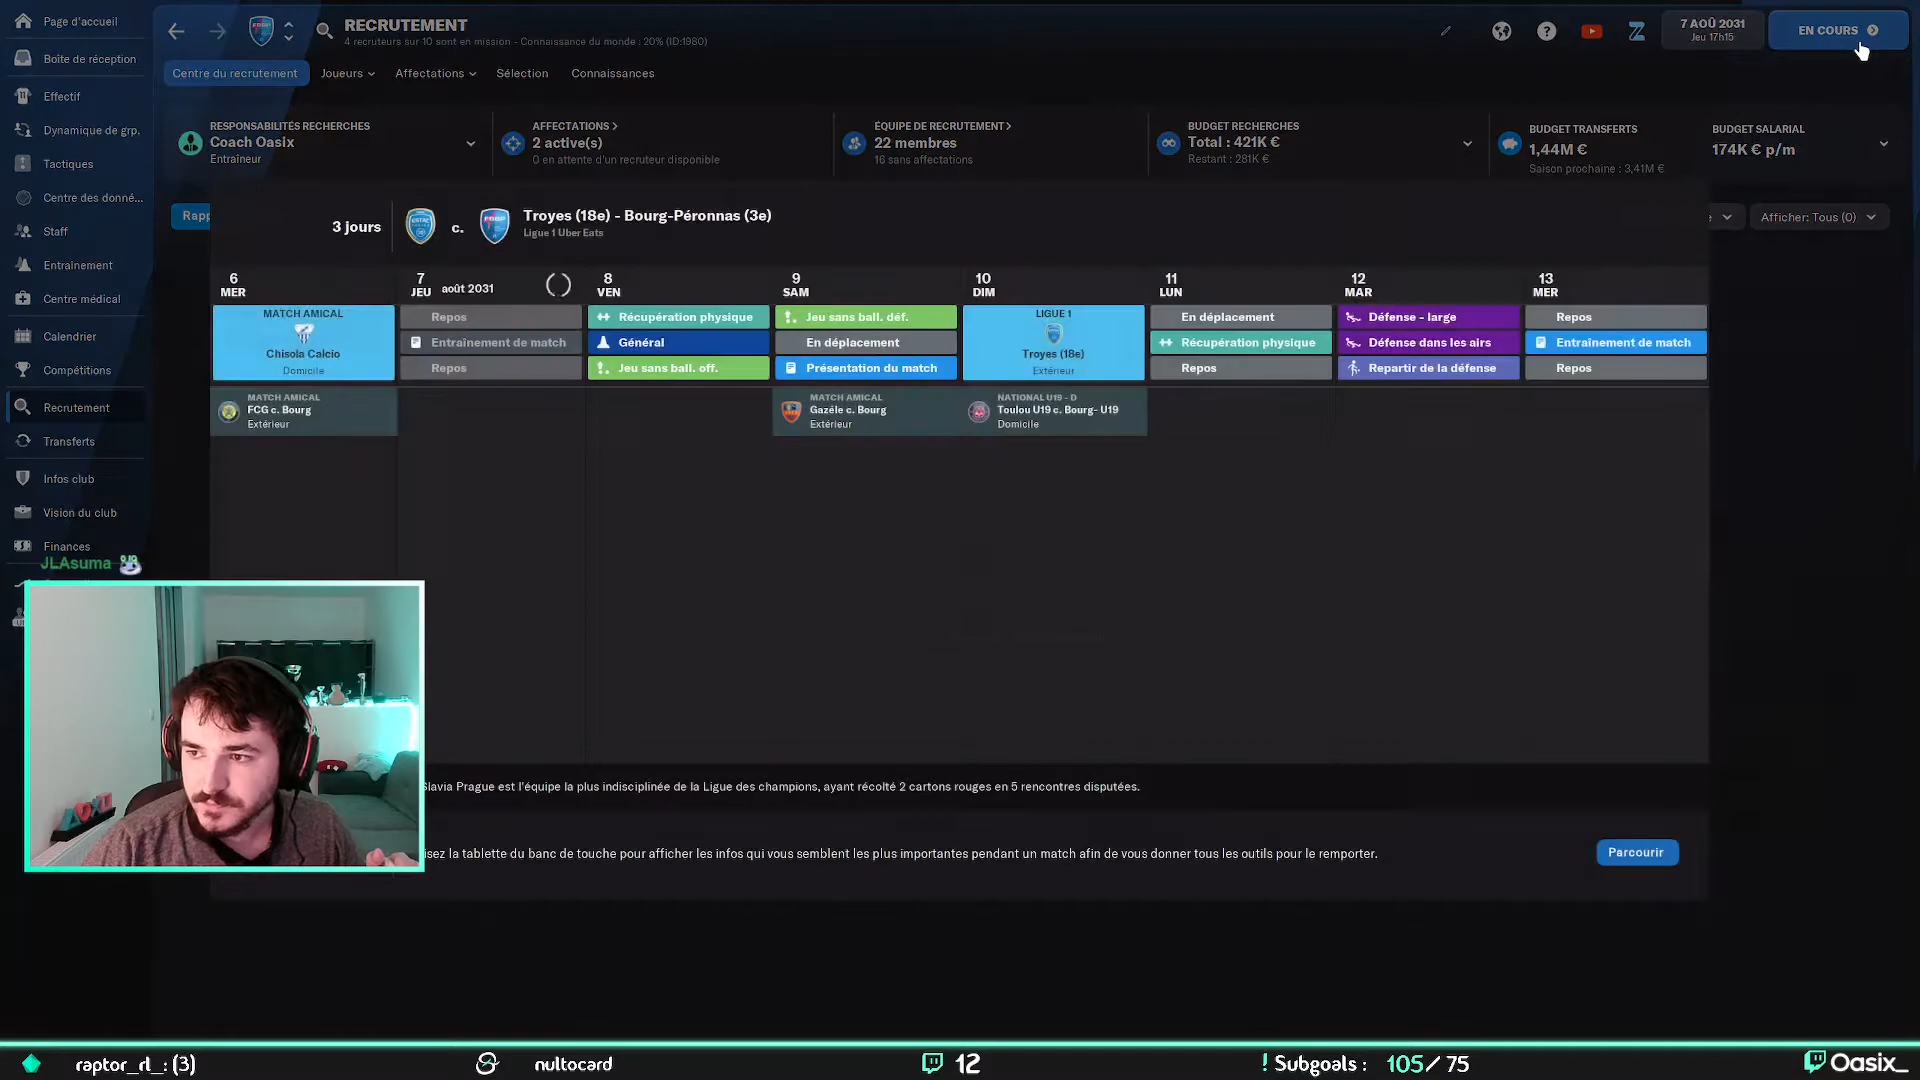 Page d'accueil
RECRUTEMENT
4 recruteurs sur 10 sont en mission - Connaissance du monde : 20% (ID:1980)
7 AOÛ 2031
Jeu 17h15
EN COURS
Boîte de réception
Centre du recrutement
Joueurs
Affectations
Sélection
Connaissances
Effectif
Dynamique de grp.
Tactiques
Centre des donné...
Staff
Entraînement
Centre médical
Calendrier
Compétitions
Recrutement
Transferts
Infos club
Vision du club
Finances
RESPONSABILITÉS RECHERCHES
Coach Oasix
Entraîneur
AFFECTATIONS
2 active(s)
0 en attente d'un recruteur disponible
ÉQUIPE DE RECRUTEMENT
22 membres
16 sans affectations
BUDGET RECHERCHES
Total : 421K €
Restant : 281K €
BUDGET TRANSFERTS
1,44M €
Saison prochaine : 3,41M €
BUDGET SALARIAL
174K € p/m
Rapp
Afficher: Tous (0)
3 jours
c.
Troyes (18e) - Bourg-Péronnas (3e)
Ligue 1 Uber Eats
6
MER
7
JEU
août 2031
8
VEN
9
SAM
10
DIM
11
LUN
12
MAR
13
MER
MATCH AMICAL
Chisola Calcio
Domicile
Repos
Entraînement de match
Repos
Récupération physique
Général
Jeu sans ball. off.
Jeu sans ball. déf.
En déplacement
Présentation du match
LIGUE 1
Troyes (18e)
Extérieur
En déplacement
Récupération physique
Repos
Défense - large
Défense dans les airs
Repartir de la défense
Repos
Entraînement de match
Repos
MATCH AMICAL
FCG c. Bourg
Extérieur
MATCH AMICAL
Gazéle c. Bourg
Extérieur
NATIONAL U19 - D
Toulou U19 c. Bourg- U19
Domicile
JLAsuma
Slavia Prague est l'équipe la plus indisciplinée de la Ligue des champions, ayant récolté 2 cartons rouges en 5 rencontres disputées.
isez la tablette du banc de touche pour afficher les infos qui vous semblent les plus importantes pendant un match afin de vous donner tous les outils pour le remporter.
Parcourir
raptor_rl_: (3)
nultocard
12
! Subgoals : 105/ 75
Oasix_